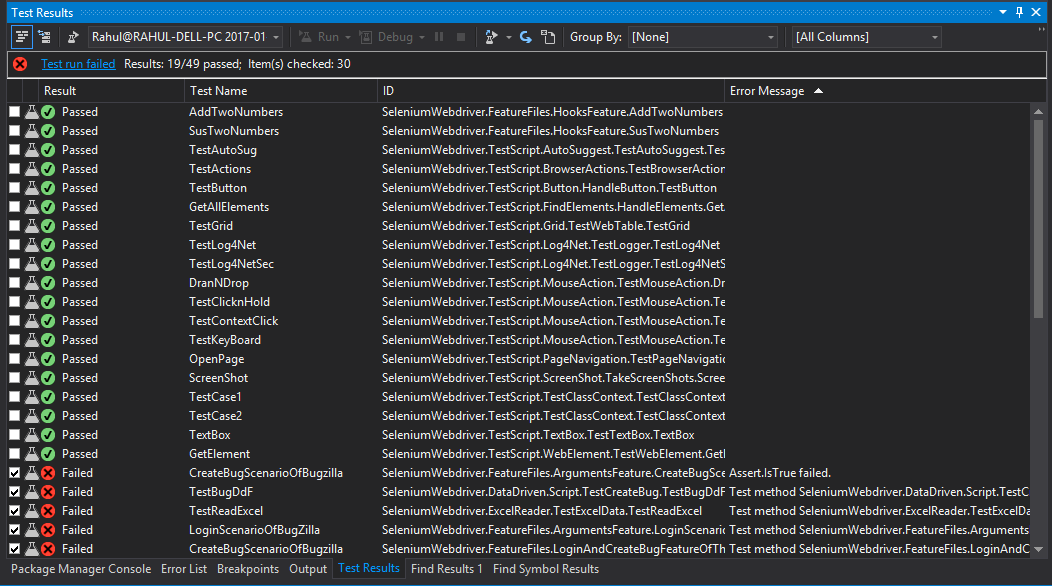 Test Results
Rahul@RAHUL-DELL-PC 2017-01 Run Debug Group By: [None] [All Columns]
Test run failed Results: 19/49 passed; Item(s) checked: 30
Result Test Name ID Error Message
Passed AddTwoNumbers SeleniumWebdriver.FeatureFiles.HooksFeature.AddTwoNumbers
Passed SusTwoNumbers SeleniumWebdriver.FeatureFiles.HooksFeature.SusTwoNumbers
Passed TestAutoSug SeleniumWebdriver.TestScript.AutoSuggest.TestAutoSuggest.Tes
Passed TestActions SeleniumWebdriver.TestScript.BrowserActions.TestBrowserAction
Passed TestButton SeleniumWebdriver.TestScript.Button.HandleButton.TestButton
Passed GetAllElements SeleniumWebdriver.TestScript.FindElements.HandleElements.Get
Passed TestGrid SeleniumWebdriver.TestScript.Grid.TestWebTable.TestGrid
Passed TestLog4Net SeleniumWebdriver.TestScript.Log4Net.TestLogger.TestLog4Net
Passed TestLog4NetSec SeleniumWebdriver.TestScript.Log4Net.TestLogger.TestLog4NetS
Passed DranNDrop SeleniumWebdriver.TestScript.MouseAction.TestMouseAction.Dr
Passed TestClicknHold SeleniumWebdriver.TestScript.MouseAction.TestMouseAction.Te
Passed TestContextClick SeleniumWebdriver.TestScript.MouseAction.TestMouseAction.Te
Passed TestKeyBoard SeleniumWebdriver.TestScript.MouseAction.TestMouseAction.Te
Passed OpenPage SeleniumWebdriver.TestScript.PageNavigation.TestPageNavigatic
Passed ScreenShot SeleniumWebdriver.TestScript.ScreenShot.TakeScreenShots.Scree
Passed TestCase1 SeleniumWebdriver.TestScript.TestClassContext.TestClassContext
Passed TestCase2 SeleniumWebdriver.TestScript.TestClassContext.TestClassContext
Passed TextBox SeleniumWebdriver.TestScript.TextBox.TestTextBox.TextBox
Passed GetElement SeleniumWebdriver.TestScript.WebElement.TestWebElement.GetI
Failed CreateBugScenarioOfBugzilla SeleniumWebdriver.FeatureFiles.ArgumentsFeature.CreateBugSce Assert.IsTrue failed.
Failed TestBugDdF SeleniumWebdriver.DataDriven.Script.TestCreateBug.TestBugDdF Test method SeleniumWebdriver.DataDriven.Script.TestC
Failed TestReadExcel SeleniumWebdriver.ExcelReader.TestExcelData.TestReadExcel Test method SeleniumWebdriver.ExcelReader.TestExcelDa
Failed LoginScenarioOfBugZilla SeleniumWebdriver.FeatureFiles.ArgumentsFeature.LoginScenaric Test method SeleniumWebdriver.FeatureFiles.Arguments
Failed CreateBugScenarioOfBugzilla SeleniumWebdriver.FeatureFiles.LoginAndCreateBugFeatureOfTh Test method SeleniumWebdriver.FeatureFiles.LoginAndC
Package Manager Console Error List Breakpoints Output Test Results Find Results 1 Find Symbol Results